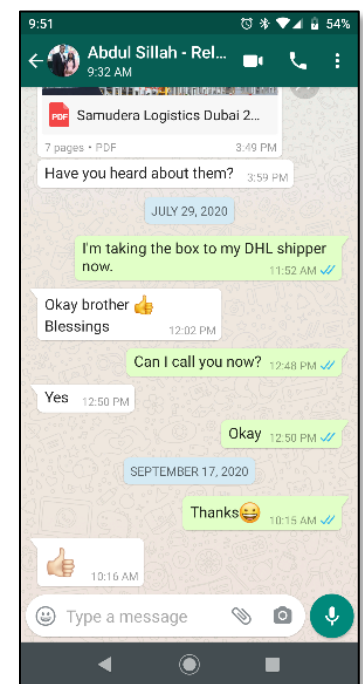 9:51 54%
Abdul Sillah - Rel...
9:32 AM
PDF Samudera Logistics Dubai 2...
7 pages • PDF 3:49 PM
Have you heard about them? 3:59 PM
JULY 29, 2020
I'm taking the box to my DHL shipper
now. 11:52 AM
Okay brother 👍
Blessings 12:02 PM
Can I call you now? 12:48 PM
Yes 12:50 PM
Okay 12:50 PM
SEPTEMBER 17, 2020
Thanks😄 10:15 AM
👍🏻 10:16 AM
Type a message